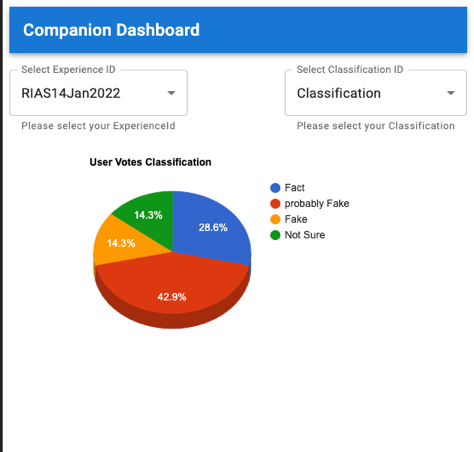 Companion Dashboard
Select Experience ID
RIAS14Jan2022
Please select your ExperienceId
Select Classification ID
Classification
Please select your Classification
User Votes Classification
14.3%
28.6%
14.3%
42.9%
Fact
probably Fake
Fake
Not Sure